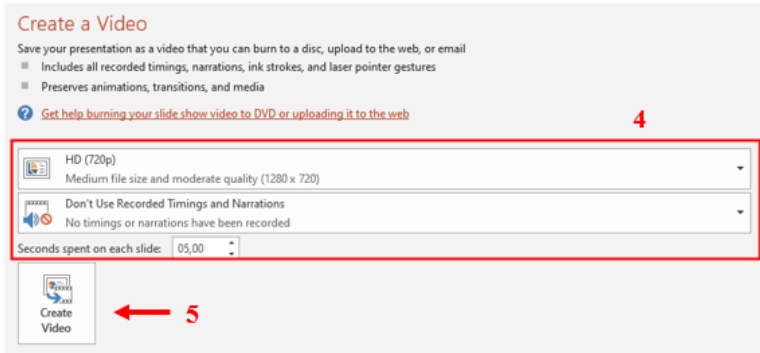 Create a Video
Save your presentation as a video that you can burn to a disc, upload to the web, or email
Includes all recorded timings, narrations, ink strokes, and laser pointer gestures
Preserves animations, transitions, and media
Get help burning your slide show video to DVD or uploading it to the web
4
HD (720p)
Medium file size and moderate quality (1280 x 720)
Don't Use Recorded Timings and Narrations
No timings or narrations have been recorded
Seconds spent on each slide: 05,00
Create
Video
5